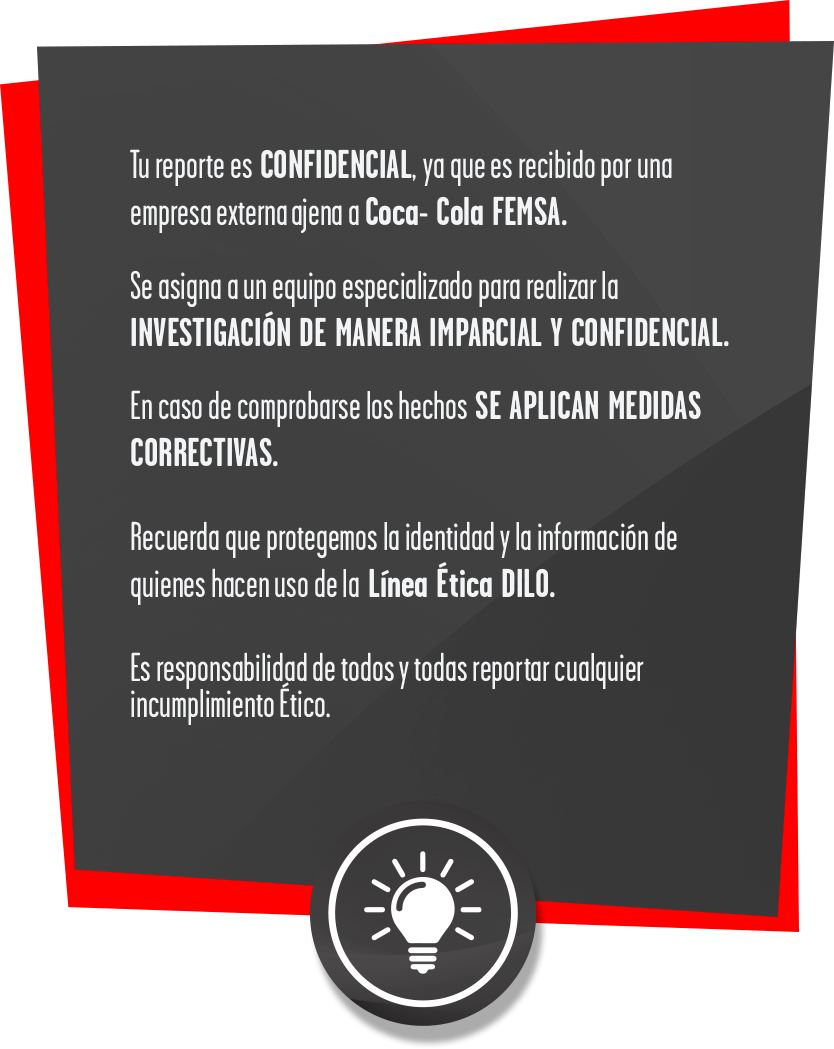 Tu reporte es CONFIDENCIAL, ya que es recibido por una
empresa externa ajena a Coca- Cola FEMSA.
Se asigna a un equipo especializado para realizar la
INVESTIGACIÓN DE MANERA IMPARCIAL Y CONFIDENCIAL.
En caso de comprobarse los hechos SE APLICAN MEDIDAS
CORRECTIVAS.
Recuerda que protegemos la identidad y la información de
quienes hacen uso de la Línea Ética DILO.
Es responsabilidad de todos y todas reportar cualquier
incumplimiento Ético.